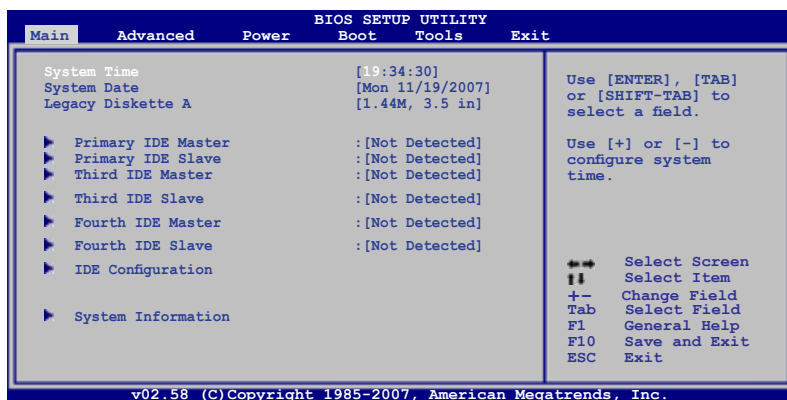 BIOS SETUP UTILITY
Main Advanced Power Boot Tools Exit
System Time [19:34:30]
System Date [Mon 11/19/2007]
Legacy Diskette A [1.44M, 3.5 in]
Primary IDE Master :[Not Detected]
Primary IDE Slave :[Not Detected]
Third IDE Master :[Not Detected]
Third IDE Slave :[Not Detected]
Fourth IDE Master :[Not Detected]
Fourth IDE Slave :[Not Detected]
IDE Configuration
System Information
Use [ENTER], [TAB]
or [SHIFT-TAB] to
select a field.
Use [+] or [-] to
configure system
time.
Select Screen
Select Item
+- Change Field
Tab Select Field
F1 General Help
F10 Save and Exit
ESC Exit
v02.58 (C)Copyright 1985-2007, American Megatrends, Inc.